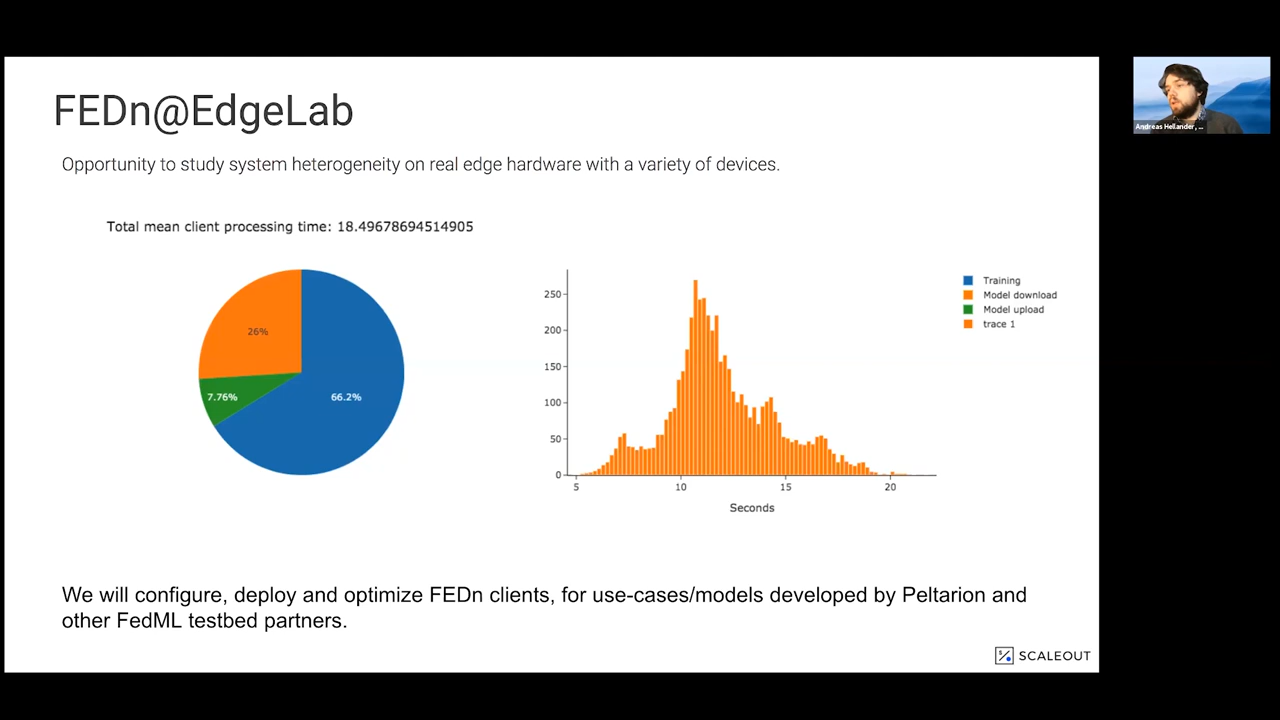 FEDn@EdgeLab
Opportunity to study system heterogeneity on real edge hardware with a variety of devices.
Total mean client processing time: 18.49678694514905
26%
7.76%
66.2%
250
200
150
100
50
0
5
10
15
20
Seconds
Training
Model download
Model upload
trace 1
We will configure, deploy and optimize FEDn clients, for use-cases/models developed by Peltarion and
other FedML testbed partners.
SCALEOUT
Andreas Hellander, ...